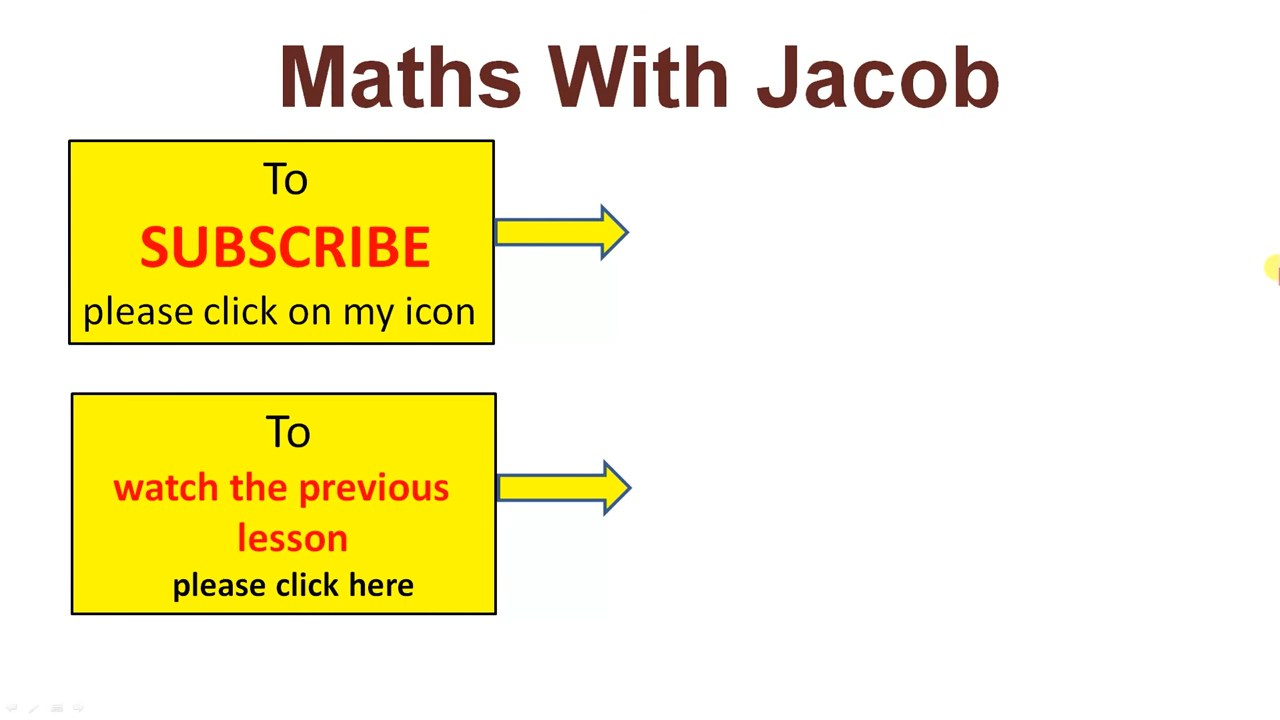 Maths With Jacob
To
SUBSCRIBE
please click on my icon
To
watch the previous
lesson
please click here